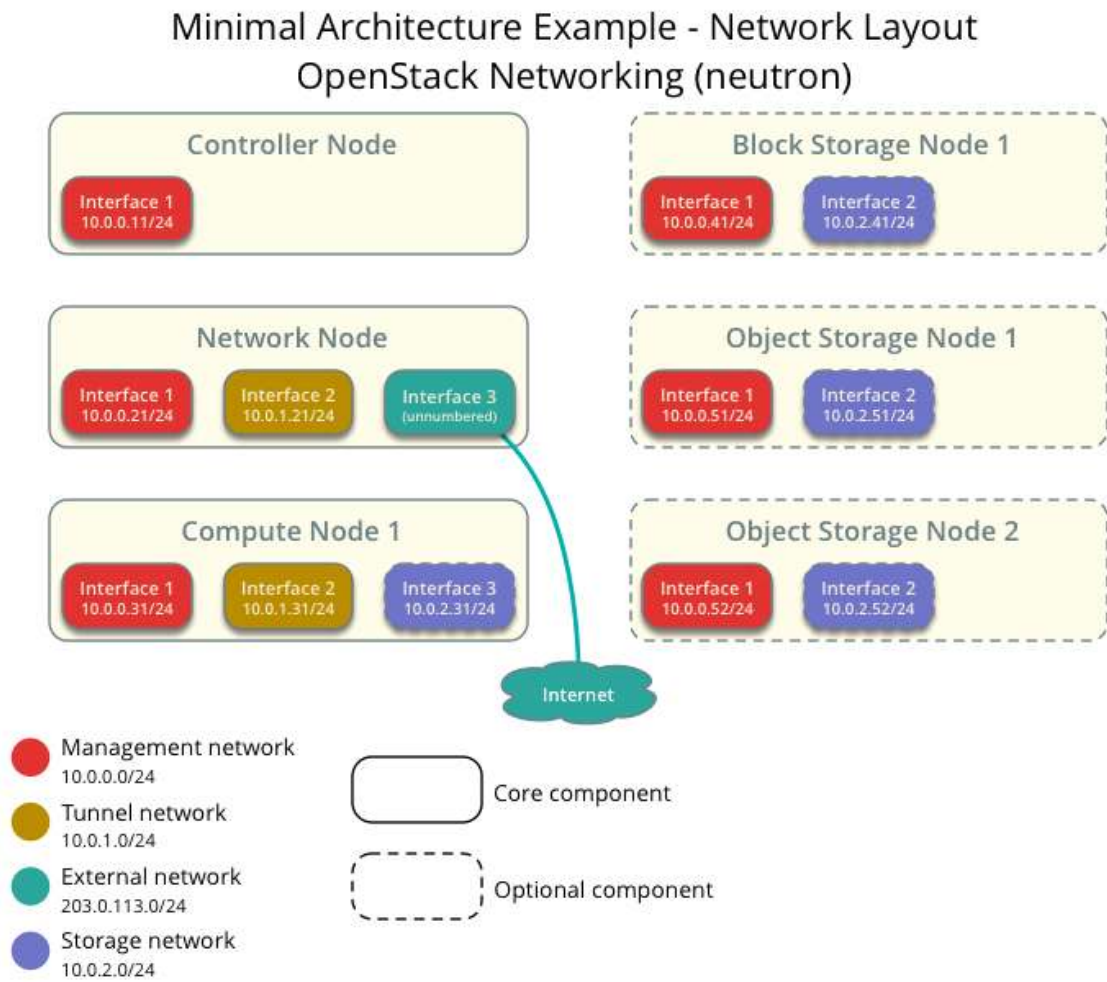 Minimal Architecture Example - Network Layout
OpenStack Networking (neutron)
Controller Node
Interface 1
10.0.0.11/24
Block Storage Node 1
Interface 1
10.0.0.41/24
Interface 2
10.0.2.41/24
Network Node
Interface 1
10.0.0.21/24
Interface 2
10.0.1.21/24
Interface 3
(unnumbered)
Object Storage Node 1
Interface 1
10.0.0.51/24
Interface 2
10.0.2.51/24
Compute Node 1
Interface 1
10.0.0.31/24
Interface 2
10.0.1.31/24
Interface 3
10.0.2.31/24
Object Storage Node 2
Interface 1
10.0.0.52/24
Interface 2
10.0.2.52/24
Internet
Management network
10.0.0.0/24
Tunnel network
10.0.1.0/24
External network
203.0.113.0/24
Storage network
10.0.2.0/24
Core component
Optional component